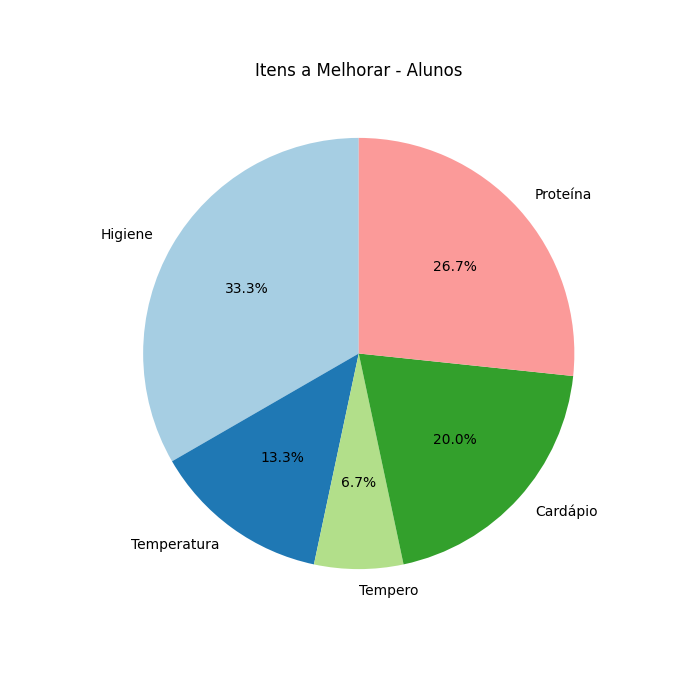 Itens a Melhorar - Alunos
Proteína
Higiene
26.7%
33.3%
20.0%
13.3%
6.7%
Cardápio
Temperatura
Tempero